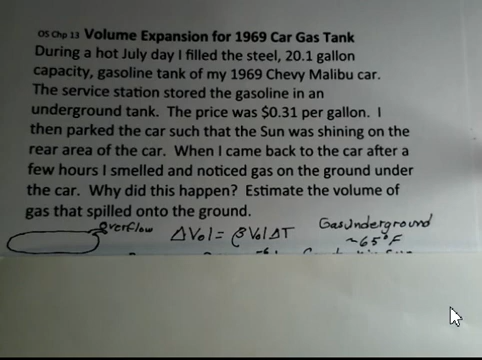 OS Chp 13 Volume Expansion for 1969 Car Gas Tank
During a hot July day I filled the steel, 20.1 gallon
capacity, gasoline tank of my 1969 Chevy Malibu car.
The service station stored the gasoline in an
underground tank. The price was $0.31 per gallon. I
then parked the car such that the Sun was shining on the
rear area of the car. When I came back to the car after a
few hours I smelled and noticed gas on the ground under
the car. Why did this happen? Estimate the volume of
gas that spilled onto the ground.
overflow ΔVol = βVolΔT Gas Underground
~65°F